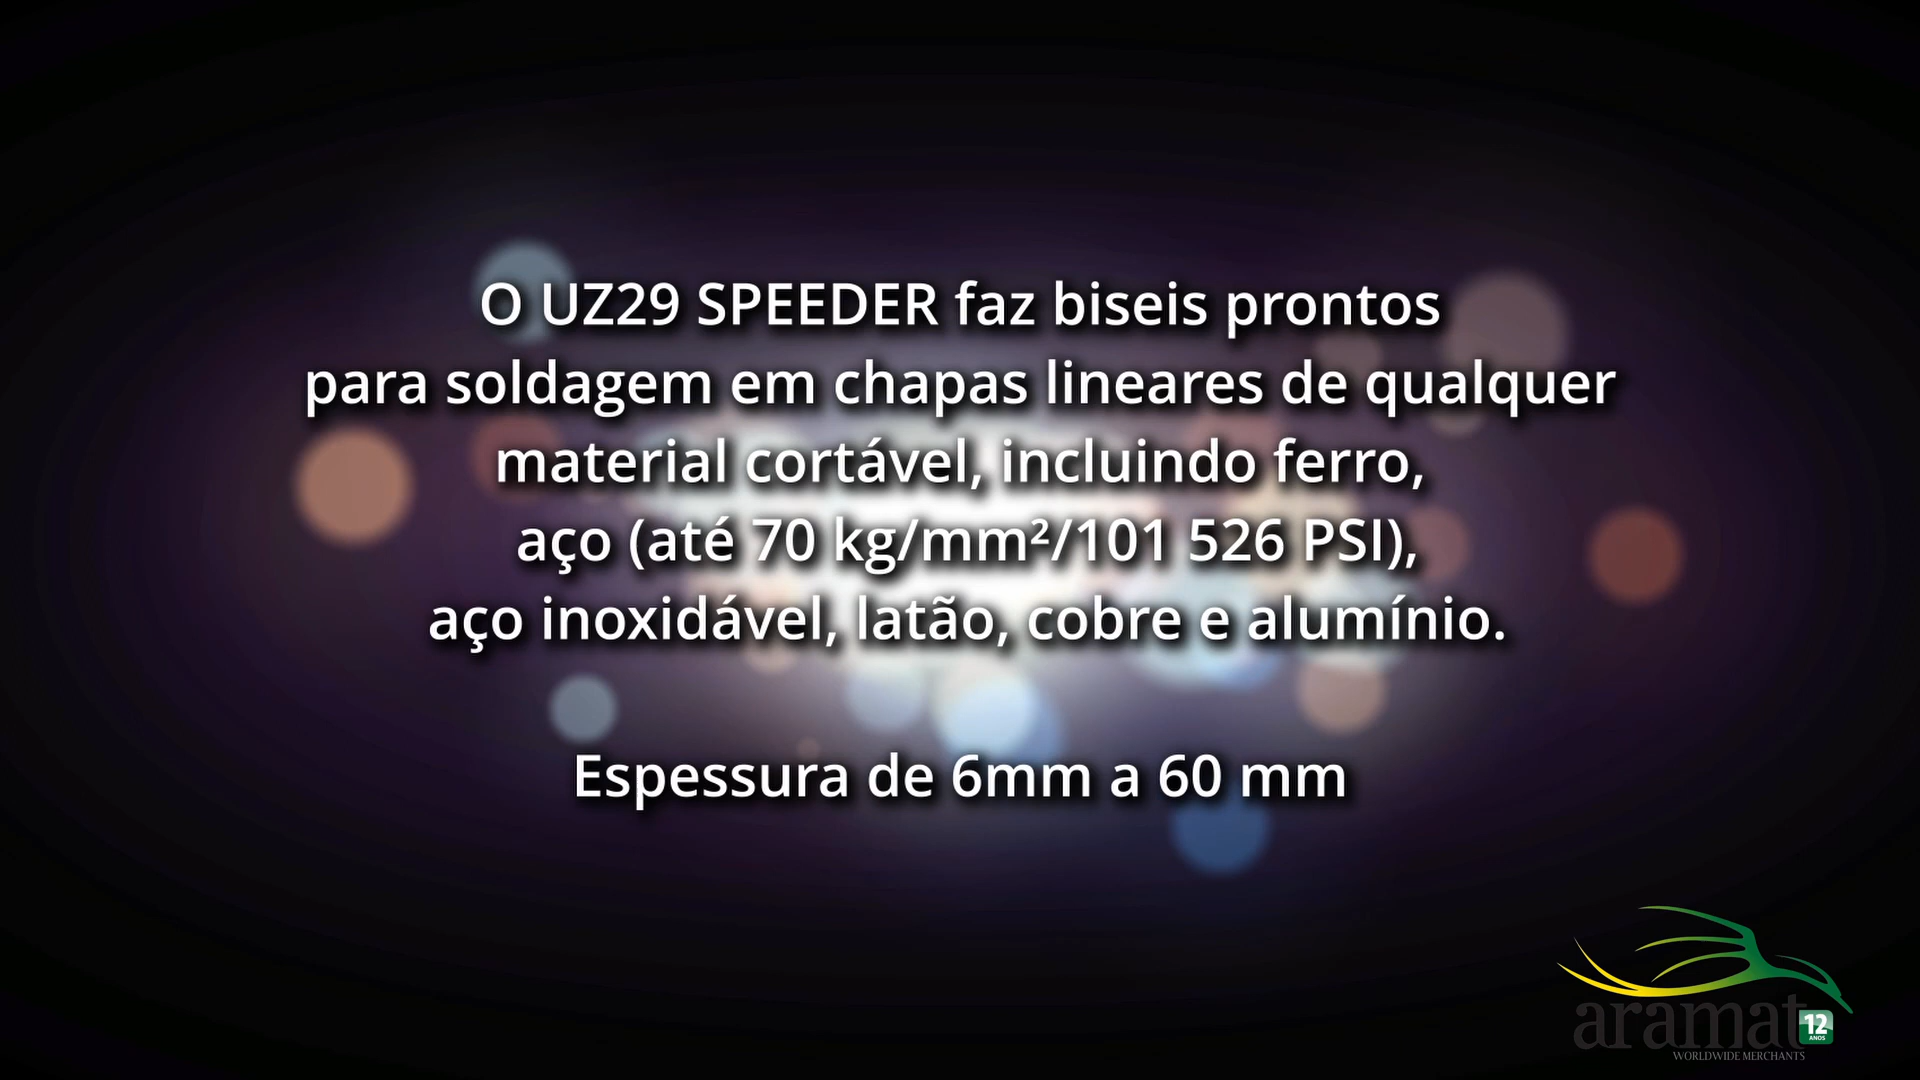 O UZ29 SPEEDER faz biseis prontos
para soldagem em chapas lineares de qualquer
material cortável, incluindo ferro,
aço (até 70 kg/mm²/101 526 PSI),
aço inoxidável, latão, cobre e alumínio.
Espessura de 6mm a 60 mm
aramat
12
ANOS
WORLDWIDE MERCHANTS